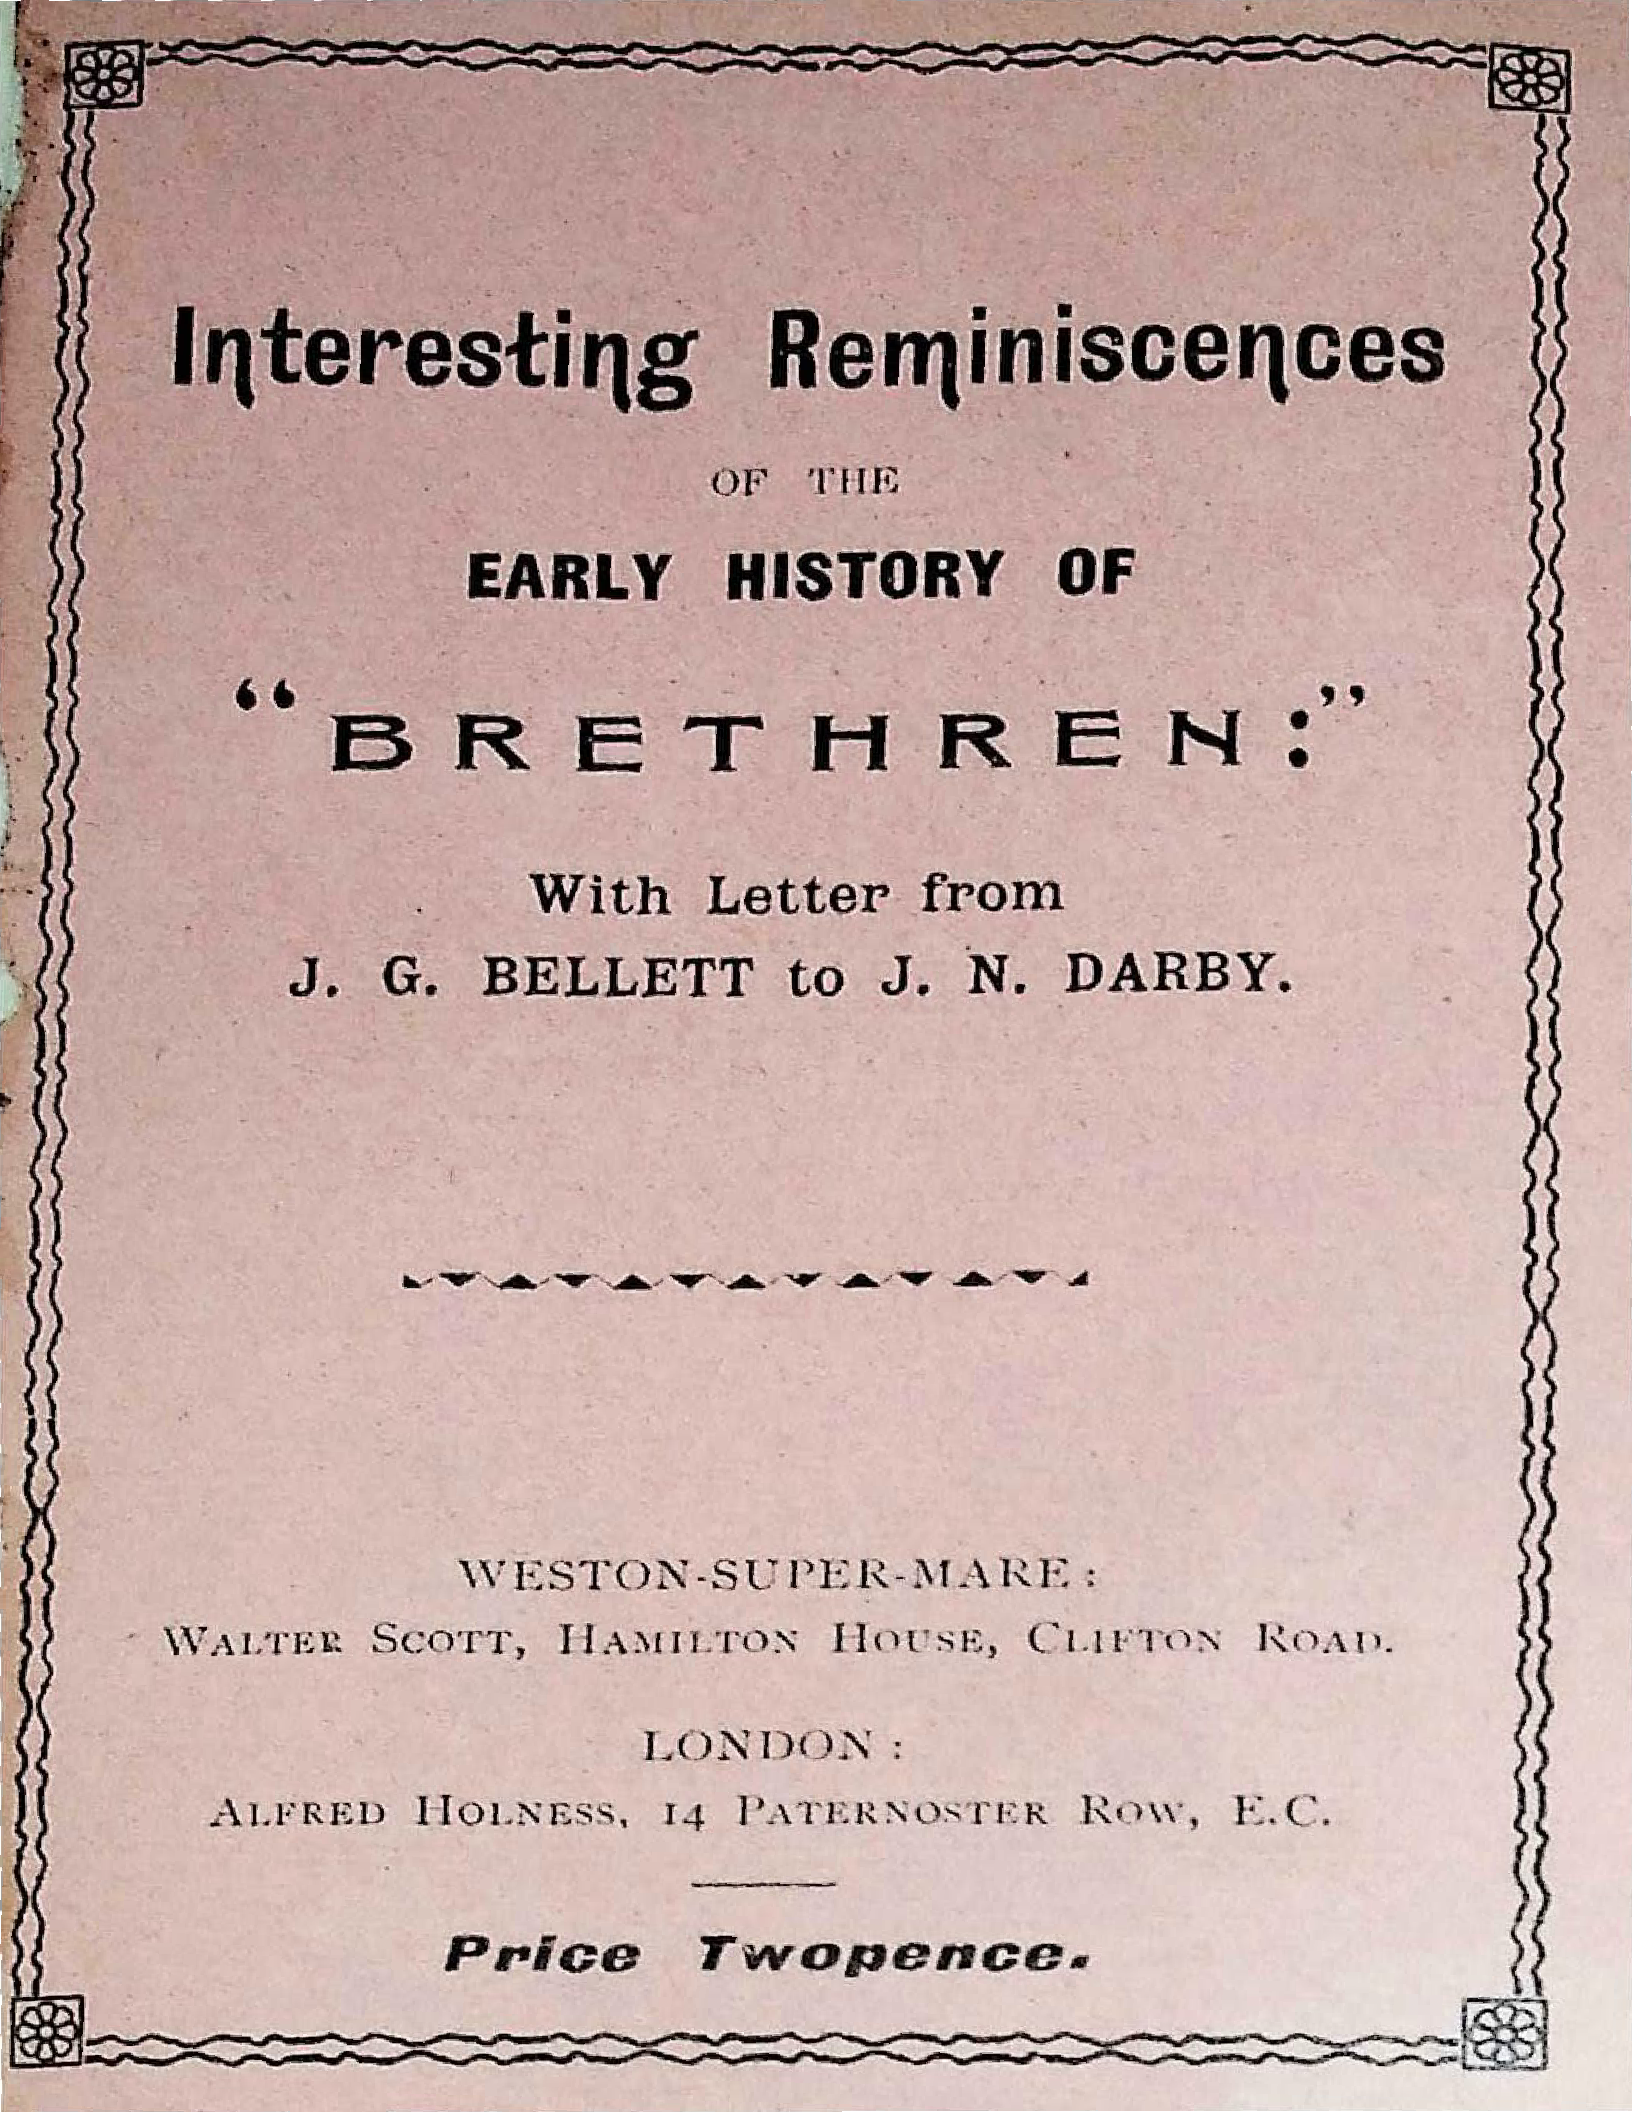 Interesting Reminiscences
OF THE
EARLY HISTORY OF
“BRETHREN:”
With Letter from
J. G. BELLETT to J. N. DARBY.
WESTON-SUPER-MARE:
WALTER SCOTT, HAMILTON HOUSE, CLIFTON ROAD.
LONDON:
ALFRED HOLNESS, 14 PATERNOSTER ROW, E.C.
Price Twopence.